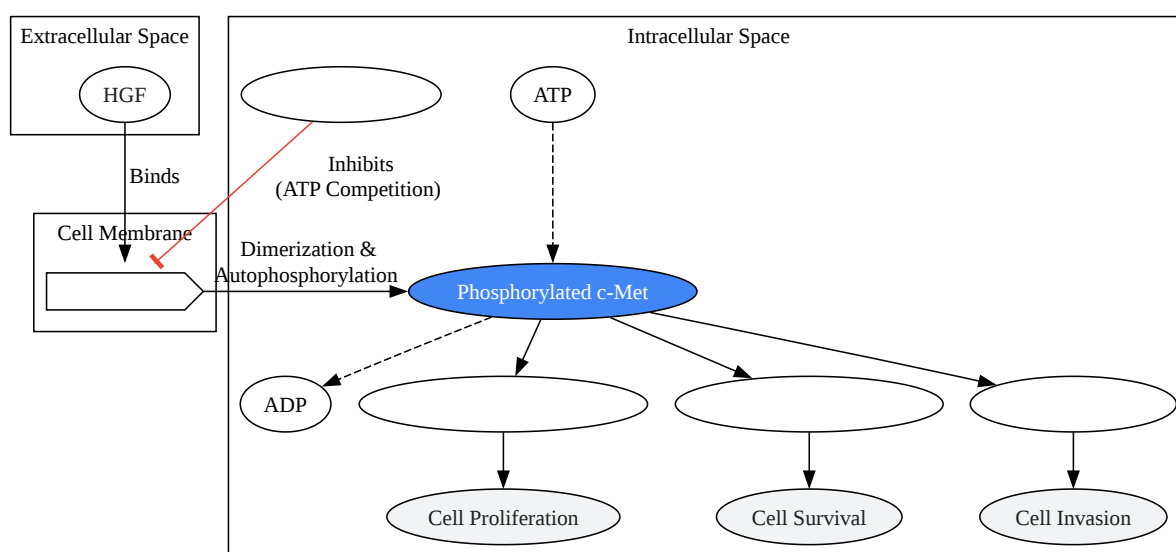 Extracellular Space
Intracellular Space
HGF
ATP
Binds
Inhibits
(ATP Competition)
Cell Membrane
Dimerization &
Autophosphorylation
Phosphorylated c-Met
ADP
Cell Proliferation
Cell Survival
Cell Invasion